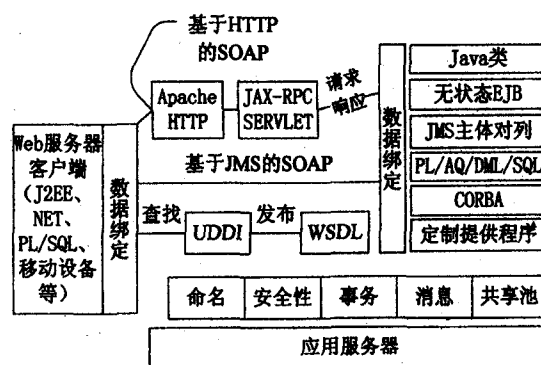 基于HTTP
的SOAP
Apache
HTTP
JAX-RPC
SERVLET
请求
响应
数据绑定
Java类
无状态EJB
JMS主体对列
PL/AQ/DML/SQL
CORBA
定制提供程序
Web服务器
客户端
（J2EE、
NET、
PL/SQL、
移动设备
等）
数据绑定
基于JMS的SOAP
查找
UDDI
发布
WSDL
命名
安全性
事务
消息
共享池
应用服务器